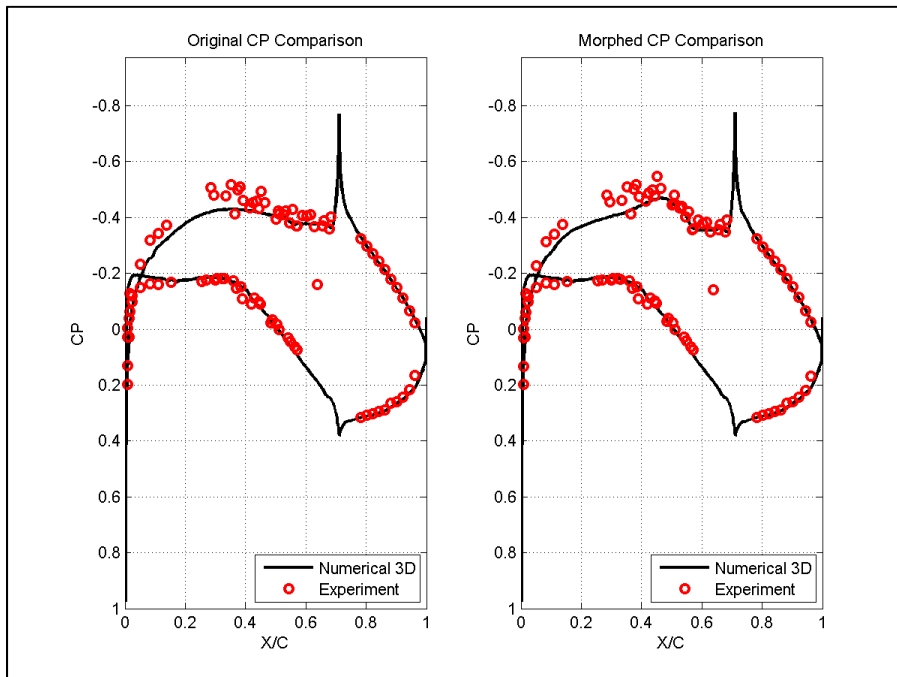 Original CP Comparison
CP
-0.8
-0.6
-0.4
-0.2
0
0.2
0.4
0.6
0.8
1
0 0.2 0.4 0.6 0.8 1
X/C
Numerical 3D
Experiment
Morphed CP Comparison
CP
-0.8
-0.6
-0.4
-0.2
0
0.2
0.4
0.6
0.8
1
0 0.2 0.4 0.6 0.8 1
X/C
Numerical 3D
Experiment